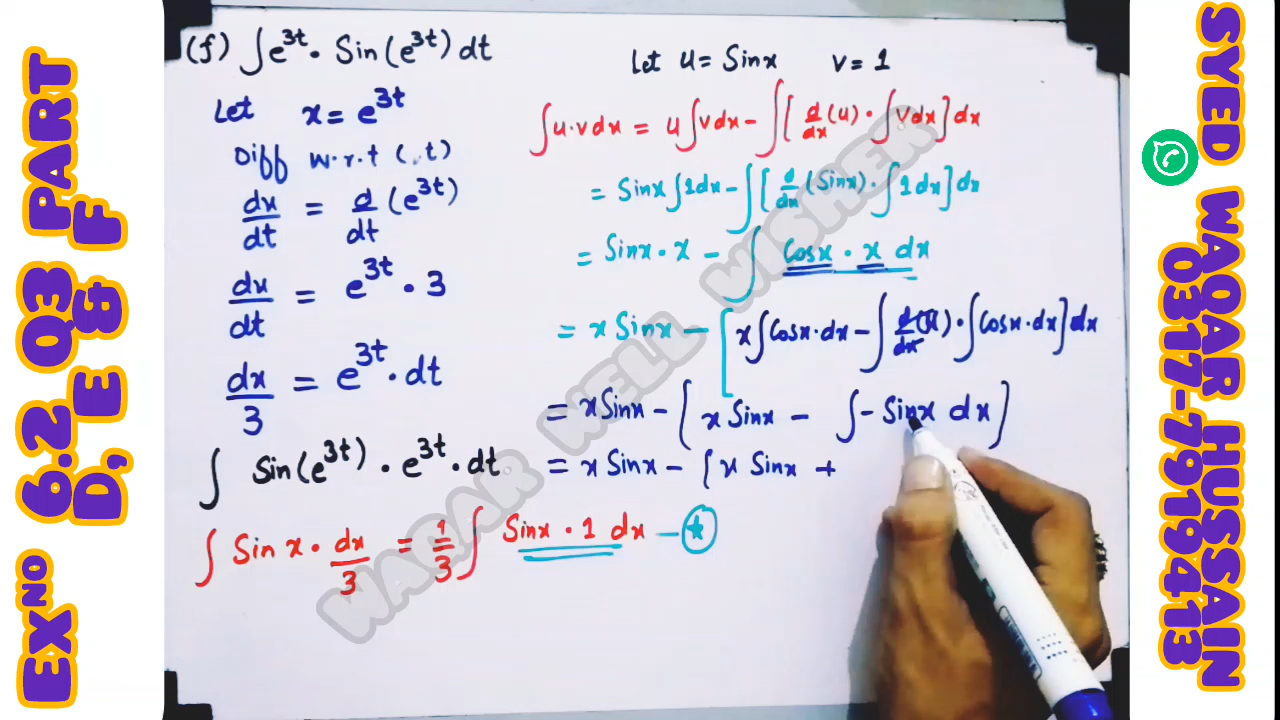 EXNO 6.2 Q3 PART
D, E & F
(f) ∫e^3t · Sin(e^3t) dt
Let x = e^3t
Diff w.r.t (.t)
dx/dt = d/dt (e^3t)
dx/dt = e^3t · 3
dx/3 = e^3t · dt
∫ Sin(e^3t) · e^3t · dt
∫ Sin x · dx/3 = 1/3 ∫ Sinx · 1 dx - *
Let u = Sinx v = 1
∫u·v dx = u∫v dx - ∫[d/dx (u) · ∫v dx] dx
= Sinx ∫1 dx - ∫[d/dx (Sinx) · ∫1 dx] dx
= Sinx · x - ∫ Cosx · x dx
= x Sinx - [x∫Cosx · dx - ∫ d/dx (x) · ∫Cosx · dx] dx
= x Sinx - [x Sinx - ∫- Sinx dx]
= x Sinx - [x Sinx +
WAQAR WELL WISHER
SYED WAQAR HUSSAIN
0317-7919413